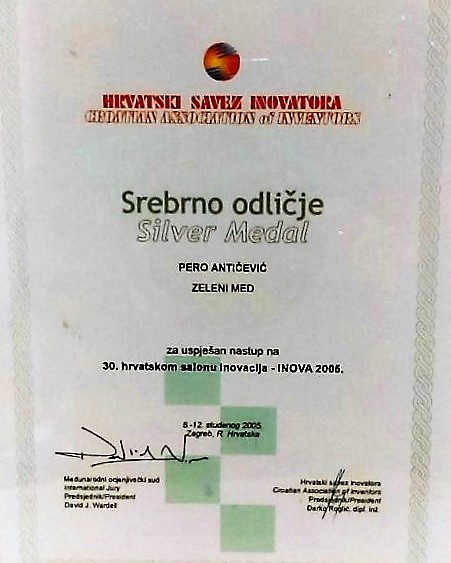 HRVATSKI SAVEZ INOVATORA
CROATIAN ASSOCIATION of INVENTORS
Srebrno odličje
Silver Medal
PERO ANTIČEVIĆ
ZELENI MED
za uspješan nastup na
30. hrvatskom salonu inovacija - INOVA 2005.
8.-12. studenog 2005.
Zagreb, R. Hrvatska
Međunarodni ocjenjivački sud
International Jury
Predsjednik/President
David J. Wardell
Hrvatski savez inovatora
Croatian Association of Inventors
Predsjednik/President
Darko Roglić, dipl. inž.